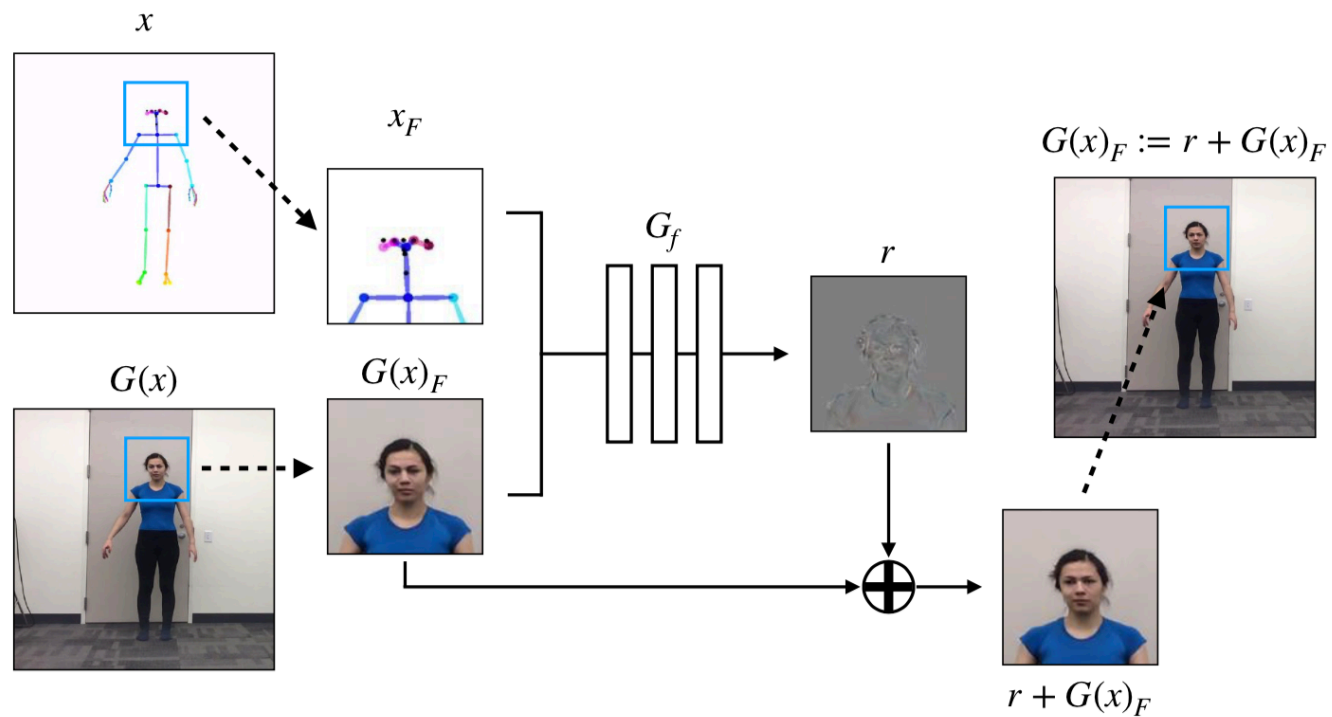 x
x_F
G(x)_F := r + G(x)_F
G_f
r
G(x)
G(x)_F
r + G(x)_F